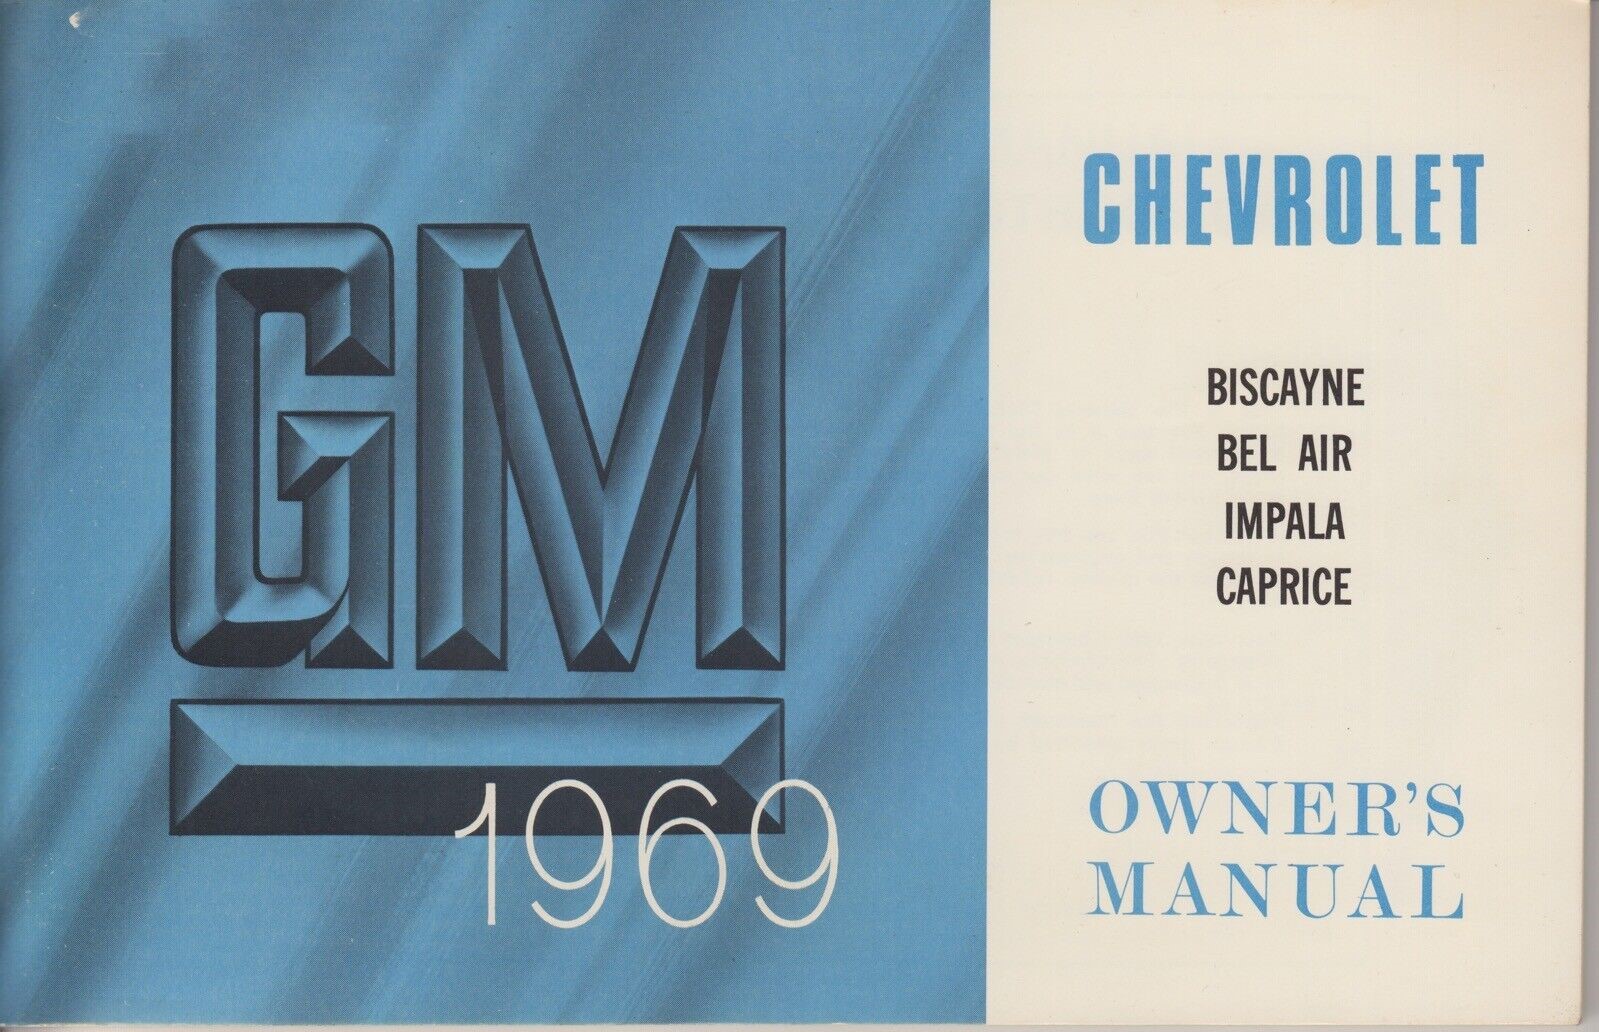 GM
1969
CHEVROLET
BISCAYNE
BEL AIR
IMPALA
CAPRICE
OWNER'S
MANUAL